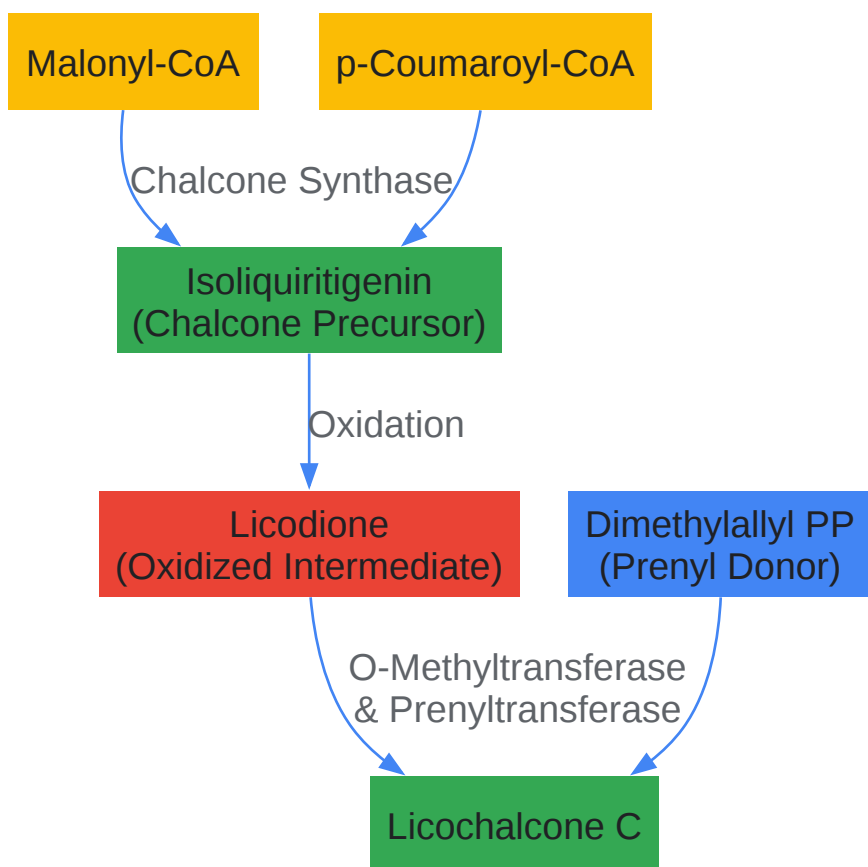 Malonyl-CoA
p-Coumaroyl-CoA
Chalcone Synthase
Isoliquiritigenin
(Chalcone Precursor)
Oxidation
Licodione
(Oxidized Intermediate)
Dimethylallyl PP
(Prenyl Donor)
O-Methyltransferase
& Prenyltransferase
Licochalcone C